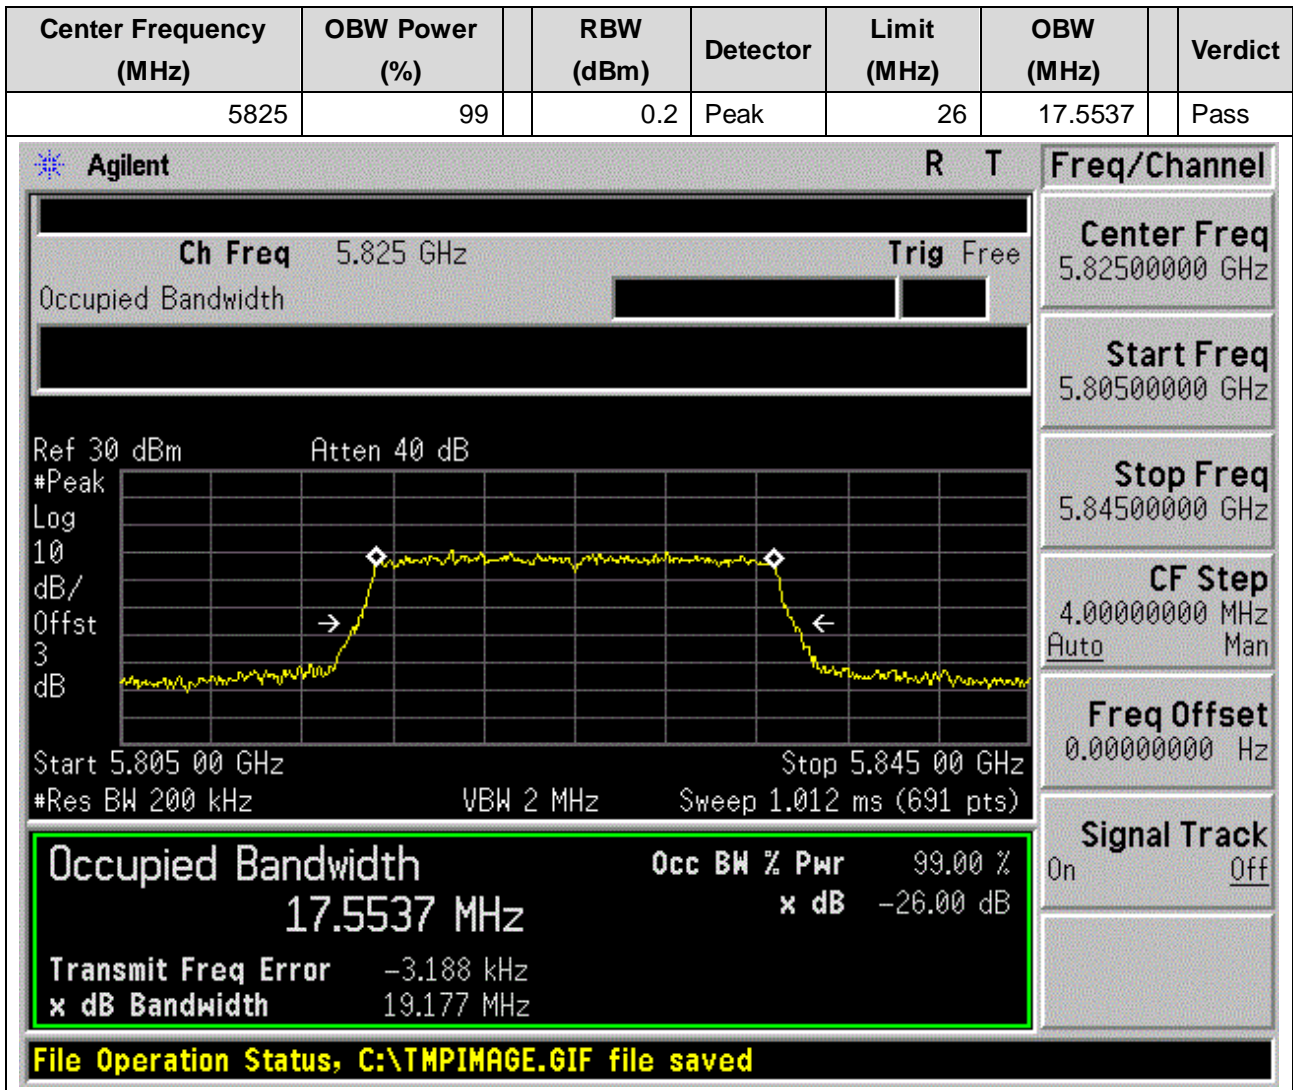 Center Frequency (MHz) OBW Power (%) RBW (dBm) Detector Limit (MHz) OBW (MHz) Verdict
5825 99 0.2 Peak 26 17.5537 Pass
Agilent R T Freq/Channel
Ch Freq 5.825 GHz Trig Free
Occupied Bandwidth
Center Freq
5.82500000 GHz
Start Freq
5.80500000 GHz
Stop Freq
5.84500000 GHz
CF Step
4.00000000 MHz
Auto Man
Freq Offset
0.00000000 Hz
Signal Track
On Off
Ref 30 dBm Atten 40 dB
#Peak
Log
10
dB/
Offst
3
dB
Start 5.805 00 GHz Stop 5.845 00 GHz
#Res BW 200 kHz VBW 2 MHz Sweep 1.012 ms (691 pts)
Occupied Bandwidth Occ BW % Pwr 99.00 %
17.5537 MHz x dB -26.00 dB
Transmit Freq Error -3.188 kHz
x dB Bandwidth 19.177 MHz
File Operation Status, C:\TMPIMAGE.GIF file saved